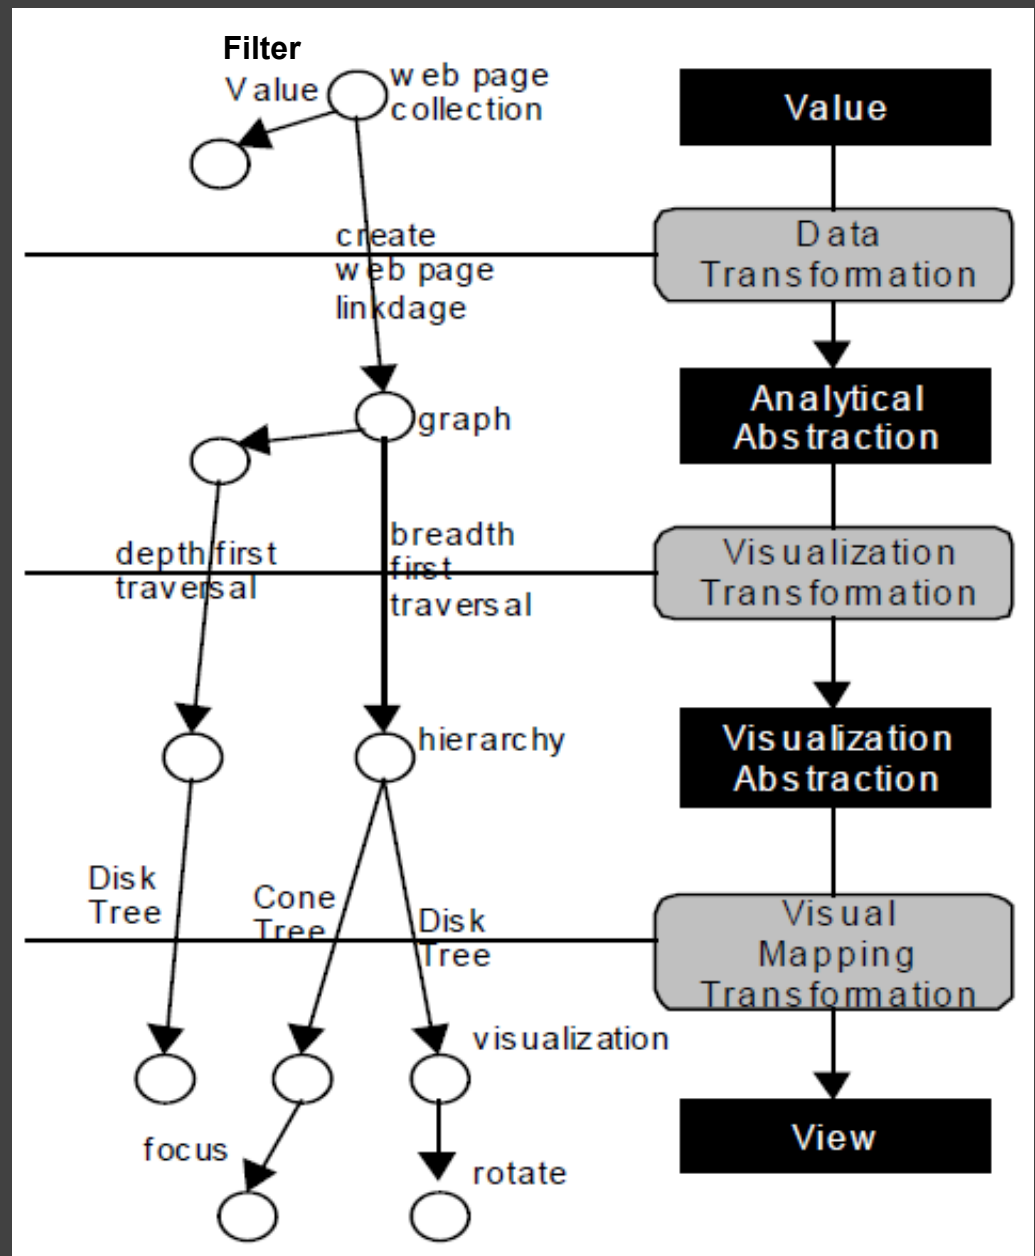 Filter
Value
web page
collection
Value
create
web page
linkdage
Data
Transformation
graph
Analytical
Abstraction
depth first
traversal
breadth
first
traversal
Visualization
Transformation
hierarchy
Visualization
Abstraction
Disk
Tree
Cone
Tree
Disk
Tree
Visual
Mapping
Transformation
visualization
View
focus
rotate